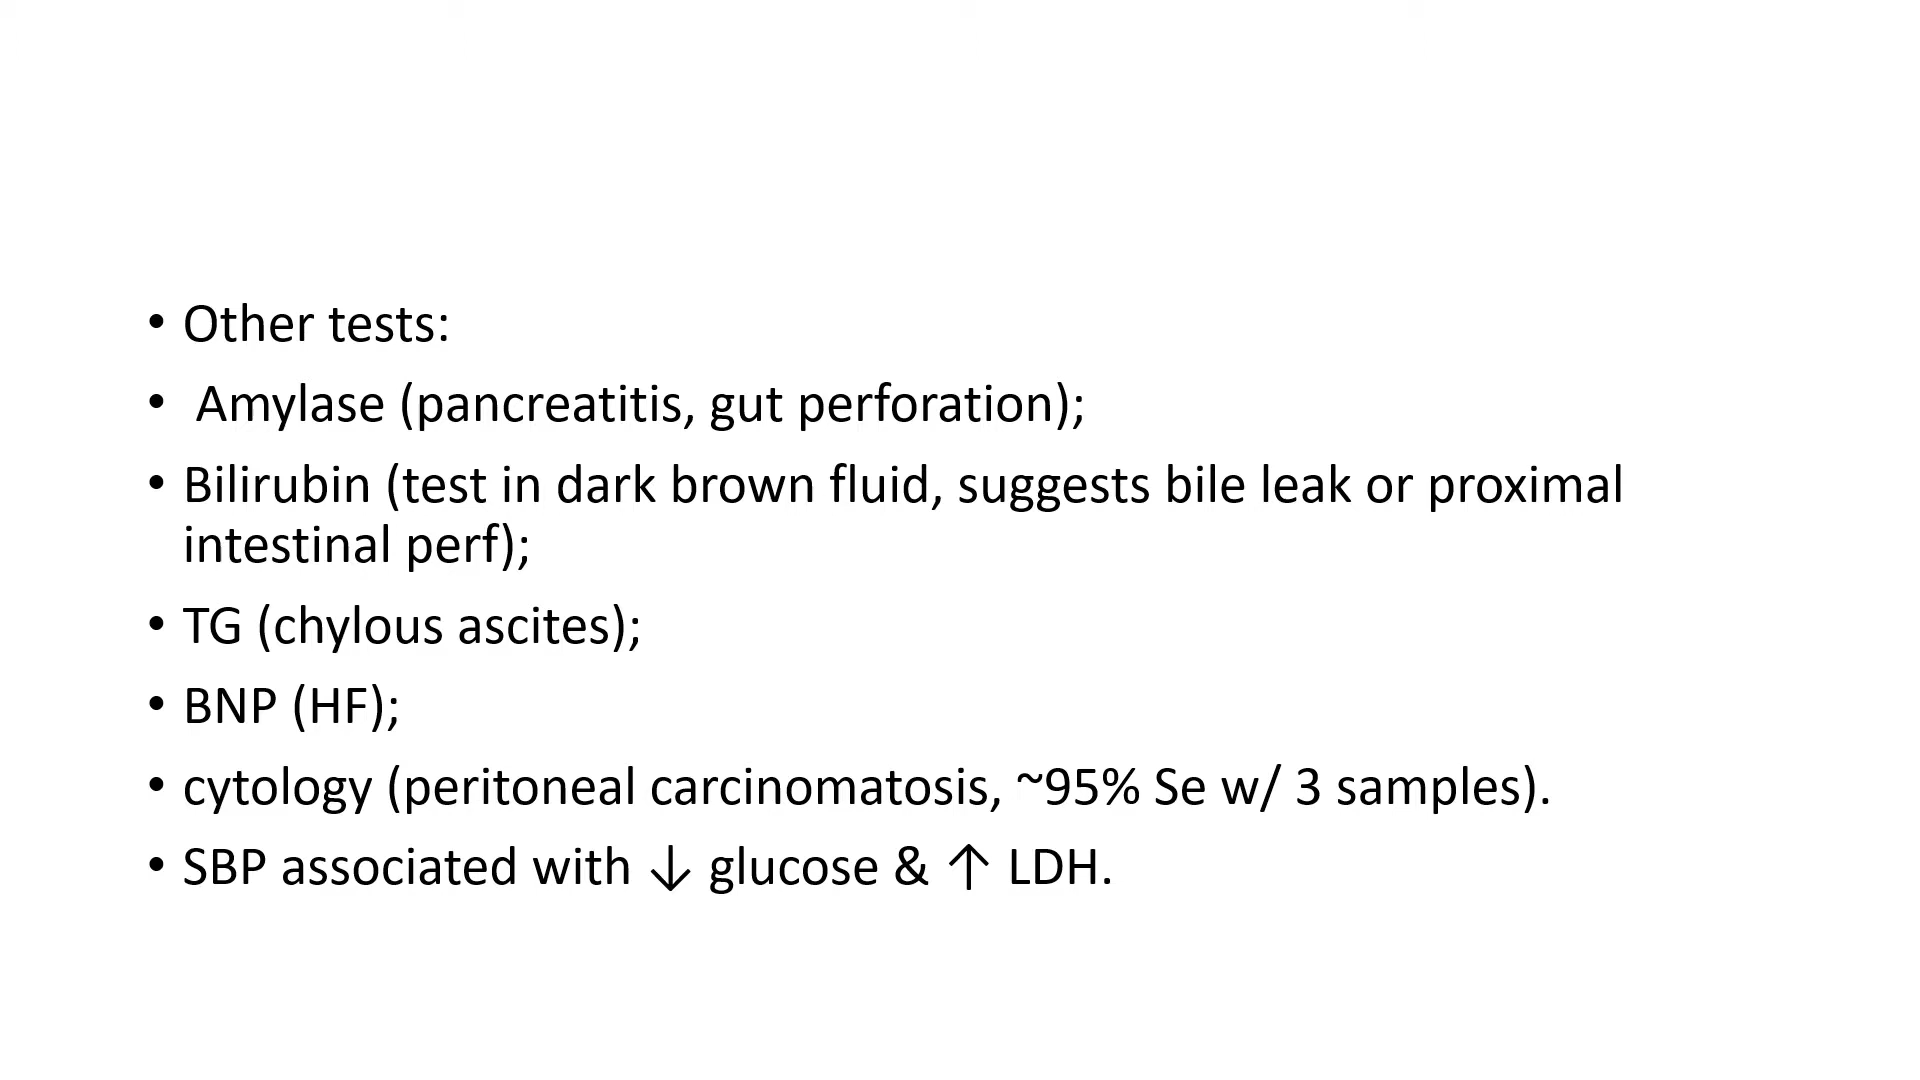 • Other tests:
• Amylase (pancreatitis, gut perforation);
• Bilirubin (test in dark brown fluid, suggests bile leak or proximal
intestinal perf);
• TG (chylous ascites);
• BNP (HF);
• cytology (peritoneal carcinomatosis, ~95% Se w/ 3 samples).
• SBP associated with ↓ glucose & ↑ LDH.